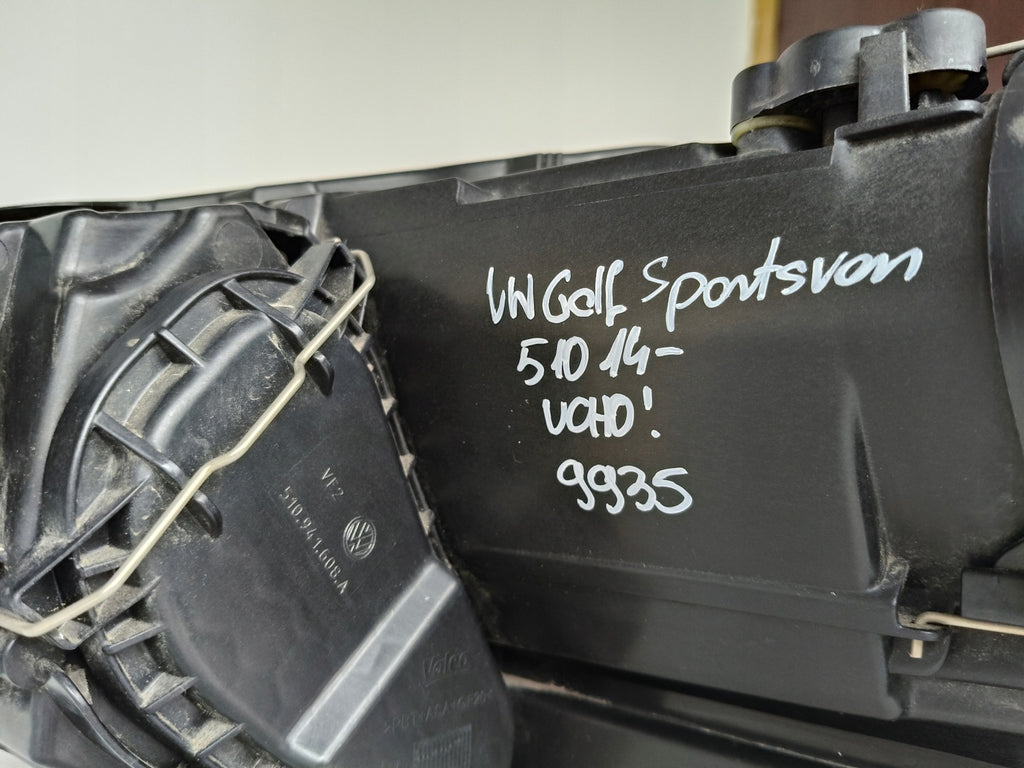 VW Golf Sportsvan
510 14-
UCHO!
9935
VF2
510.941.608.A
Valeo